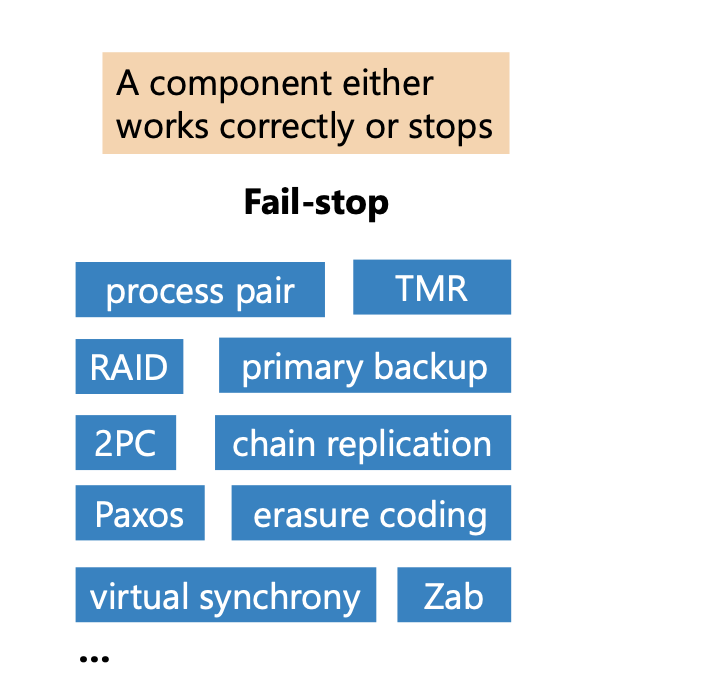 A component either
works correctly or stops
Fail-stop
process pair
TMR
RAID
primary backup
2PC
chain replication
Paxos
erasure coding
virtual synchrony
Zab
...